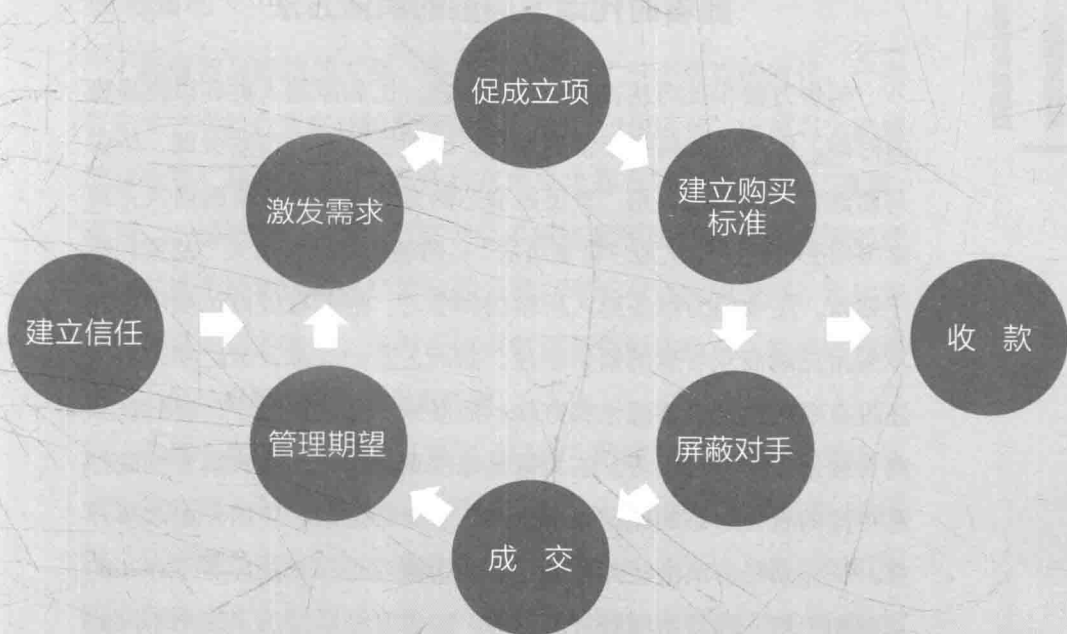 促成立项
激发需求
建立购买
标准
建立信任
收 款
管理期望
屏蔽对手
成 交